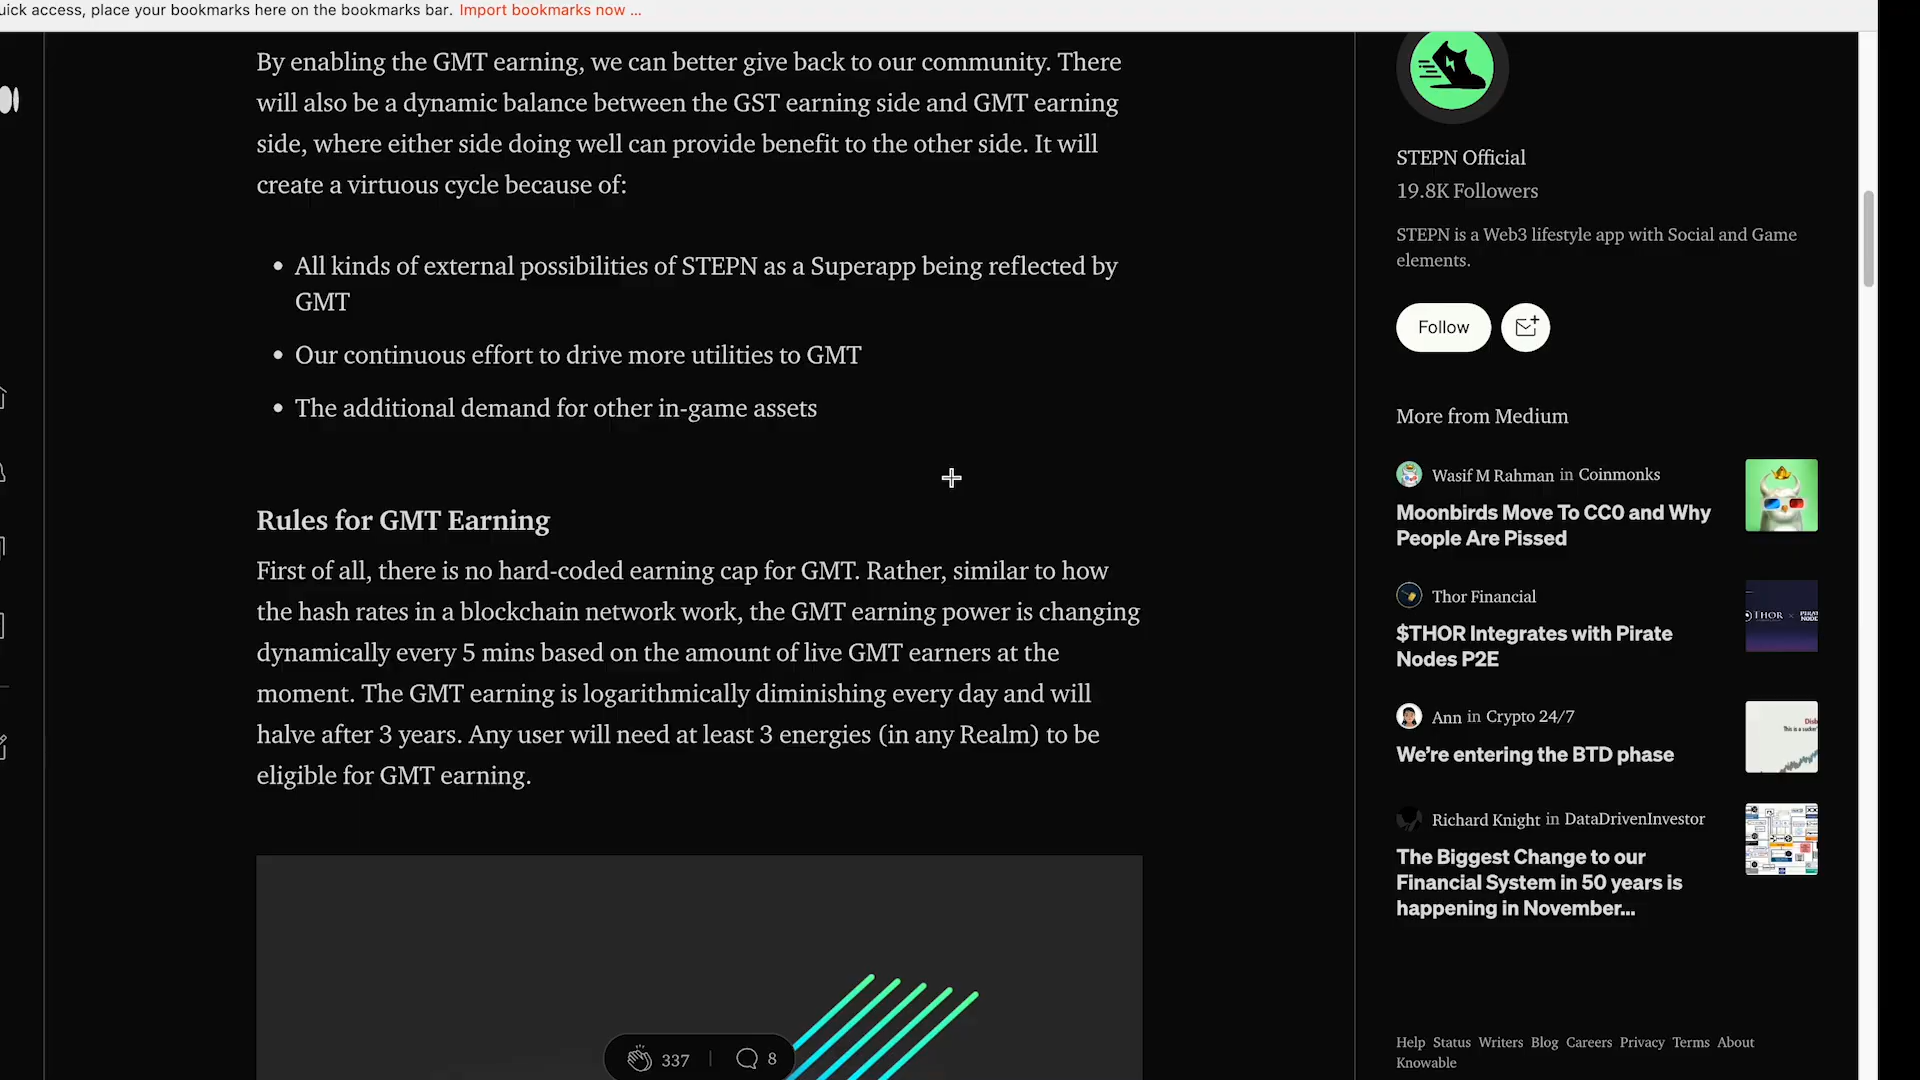 quick access, place your bookmarks here on the bookmarks bar. Import bookmarks now ...
By enabling the GMT earning, we can better give back to our community. There
will also be a dynamic balance between the GST earning side and GMT earning
side, where either side doing well can provide benefit to the other side. It will
create a virtuous cycle because of:
• All kinds of external possibilities of STEPN as a Superapp being reflected by
GMT
• Our continuous effort to drive more utilities to GMT
• The additional demand for other in-game assets
Rules for GMT Earning
First of all, there is no hard-coded earning cap for GMT. Rather, similar to how
the hash rates in a blockchain network work, the GMT earning power is changing
dynamically every 5 mins based on the amount of live GMT earners at the
moment. The GMT earning is logarithmically diminishing every day and will
halve after 3 years. Any user will need at least 3 energies (in any Realm) to be
eligible for GMT earning.
337 | 8
STEPN Official
19.8K Followers
STEPN is a Web3 lifestyle app with Social and Game
elements.
Follow
More from Medium
Wasif M Rahman in Coinmonks
Moonbirds Move To CC0 and Why
People Are Pissed
Thor Financial
$THOR Integrates with Pirate
Nodes P2E
THOR
Ann in Crypto 24/7
We're entering the BTD phase
Richard Knight in DataDrivenInvestor
The Biggest Change to our
Financial System in 50 years is
happening in November...
Help Status Writers Blog Careers Privacy Terms About
Knowable